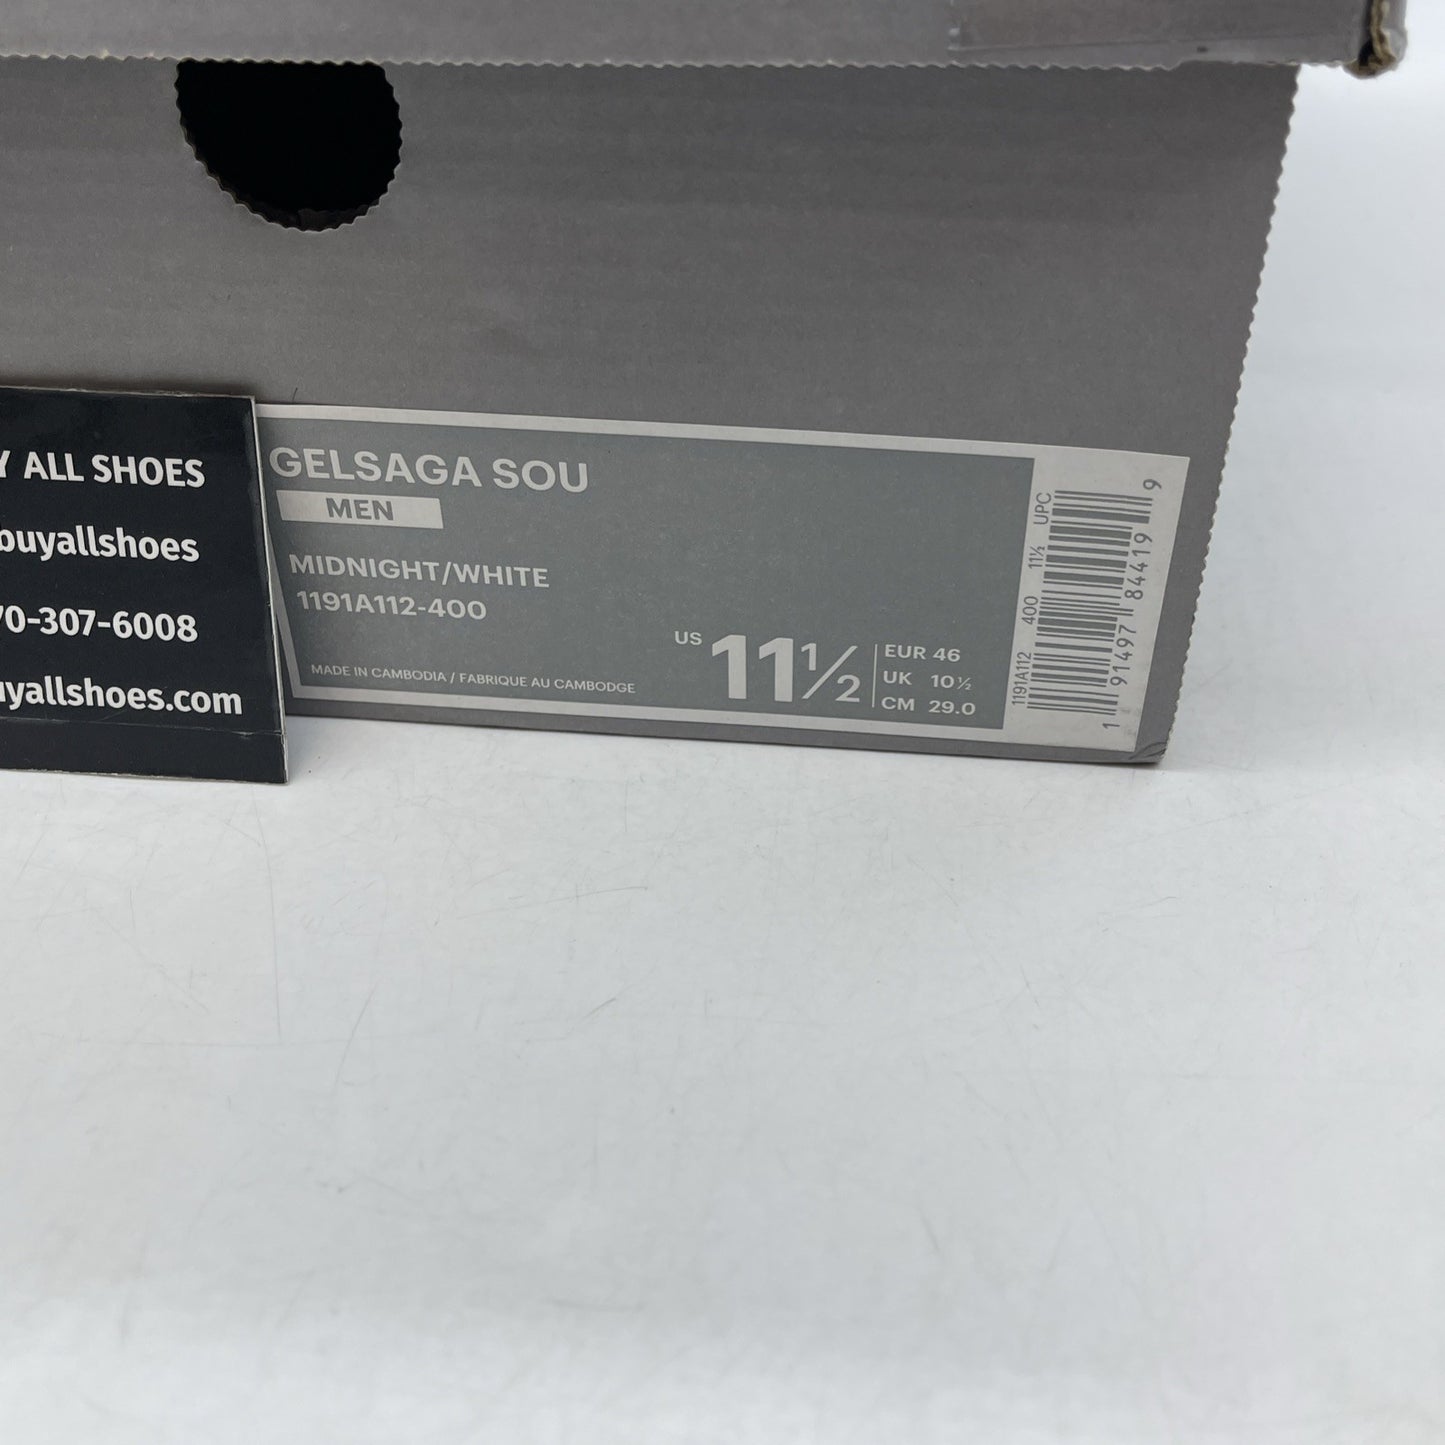 Y ALL SHOES
buyallshoes
70-307-6008
uyallshoes.com
GELSAGA SOU
MEN
MIDNIGHT/WHITE
1191A112-400
MADE IN CAMBODIA / FABRIQUE AU CAMBODGE
US 11½
EUR 46
UK 10½
CM 29.0
1191A112 400 11½ UPC
1 91497 84419 9